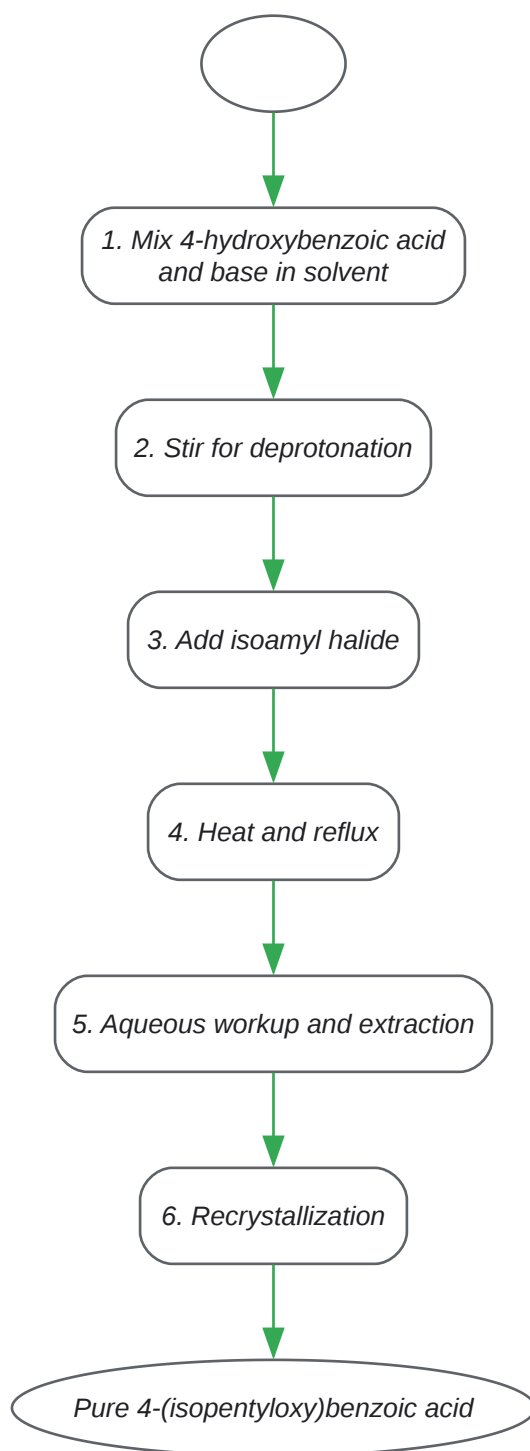 1. Mix 4-hydroxybenzoic acid
and base in solvent
2. Stir for deprotonation
3. Add isoamyl halide
4. Heat and reflux
5. Aqueous workup and extraction
6. Recrystallization
Pure 4-(isopentyloxy)benzoic acid